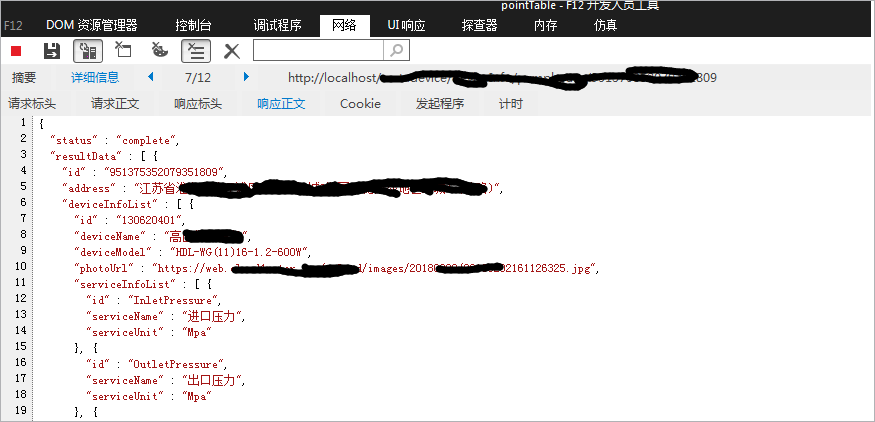 pointTable - F12 开发人员工具
F12 DOM 资源管理器 控制台 调试程序 网络 UI 响应 探查器 内存 仿真
摘要 详细信息 7/12 http://localhost/ 809
请求标头 请求正文 响应标头 响应正文 Cookie 发起程序 计时
1 {
2 "status" : "complete",
3 "resultData" : [ {
4 "id" : "951375352079351809",
5 "address" : "江苏省 )",
6 "deviceInfoList" : [ {
7 "id" : "130620401",
8 "deviceName" : "高 ",
9 "deviceModel" : "HDL-WG(11)16-1.2-600W",
10 "photoUrl" : "https://web. d/images/20180 02161126325.jpg",
11 "serviceInfoList" : [ {
12 "id" : "InletPressure",
13 "serviceName" : "进口压力",
14 "serviceUnit" : "Mpa"
15 }, {
16 "id" : "OutletPressure",
17 "serviceName" : "出口压力",
18 "serviceUnit" : "Mpa"
19 }, {